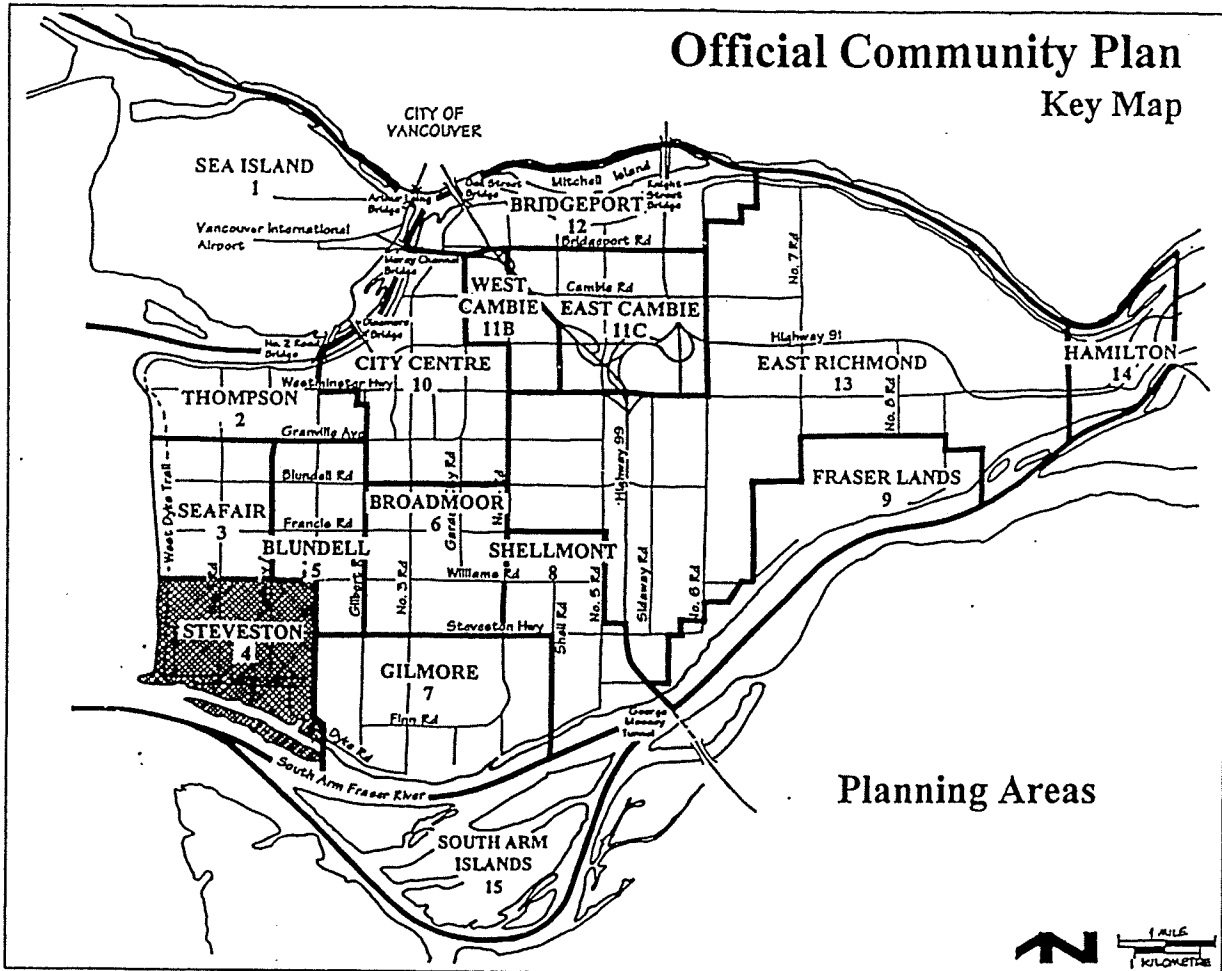 Official Community Plan
Key Map
CITY OF
VANCOUVER
SEA ISLAND
1
Oak Street
Bridge
Mitchell Island
Knight
Street
Bridge
Arthur Laing
Bridge
BRIDGEPORT
12
Vancouver International
Airport
Bridgeport Rd
Moray Channel
Bridge
No. 7 Rd
WEST
CAMBIE
11B
Cambie Rd
EAST CAMBIE
11C
Dinsmore
Bridge
No. 2 Road
Bridge
Highway 91
CITY CENTRE
10
EAST RICHMOND
13
HAMILTON
14
Westminster Hwy
THOMPSON
2
No. 8 Rd
Granville Ave
West Dyke Trail
Blundell Rd
Highway 99
FRASER LANDS
9
BROADMOOR
6
SEAFAIR
3
Francis Rd
BLUNDELL
5
SHELLMONT
8
Williams Rd
Gilbert
No. 3 Rd
No. 5 Rd
Sidaway Rd
No. 6 Rd
Shell Rd
STEVESTON
4
Steveston Hwy
GILMORE
7
Finn Rd
Dyke Rd
George
Massey
Tunnel
South Arm Fraser River
Planning Areas
SOUTH ARM
ISLANDS
15
N
1 MILE
1 KILOMETRE